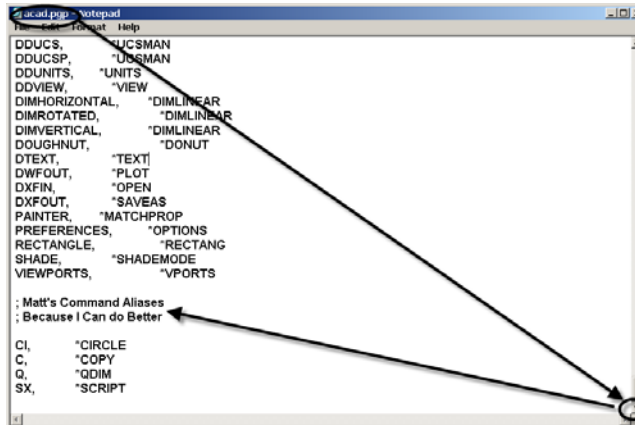 acad.pgp - Notepad
File Edit Format Help
DDUCS, *UCSMAN
DDUCSP, *UCSMAN
DDUNITS, *UNITS
DDVIEW, *VIEW
DIMHORIZONTAL, *DIMLINEAR
DIMROTATED, *DIMLINEAR
DIMVERTICAL, *DIMLINEAR
DOUGHNUT, *DONUT
DTEXT, *TEXT
DWFOUT, *PLOT
DXFIN, *OPEN
DXFOUT, *SAVEAS
PAINTER, *MATCHPROP
PREFERENCES, *OPTIONS
RECTANGLE, *RECTANG
SHADE, *SHADEMODE
VIEWPORTS, *VPORTS
; Matt's Command Aliases
; Because I Can do Better
CI, *CIRCLE
C, *COPY
Q, *QDIM
SX, *SCRIPT